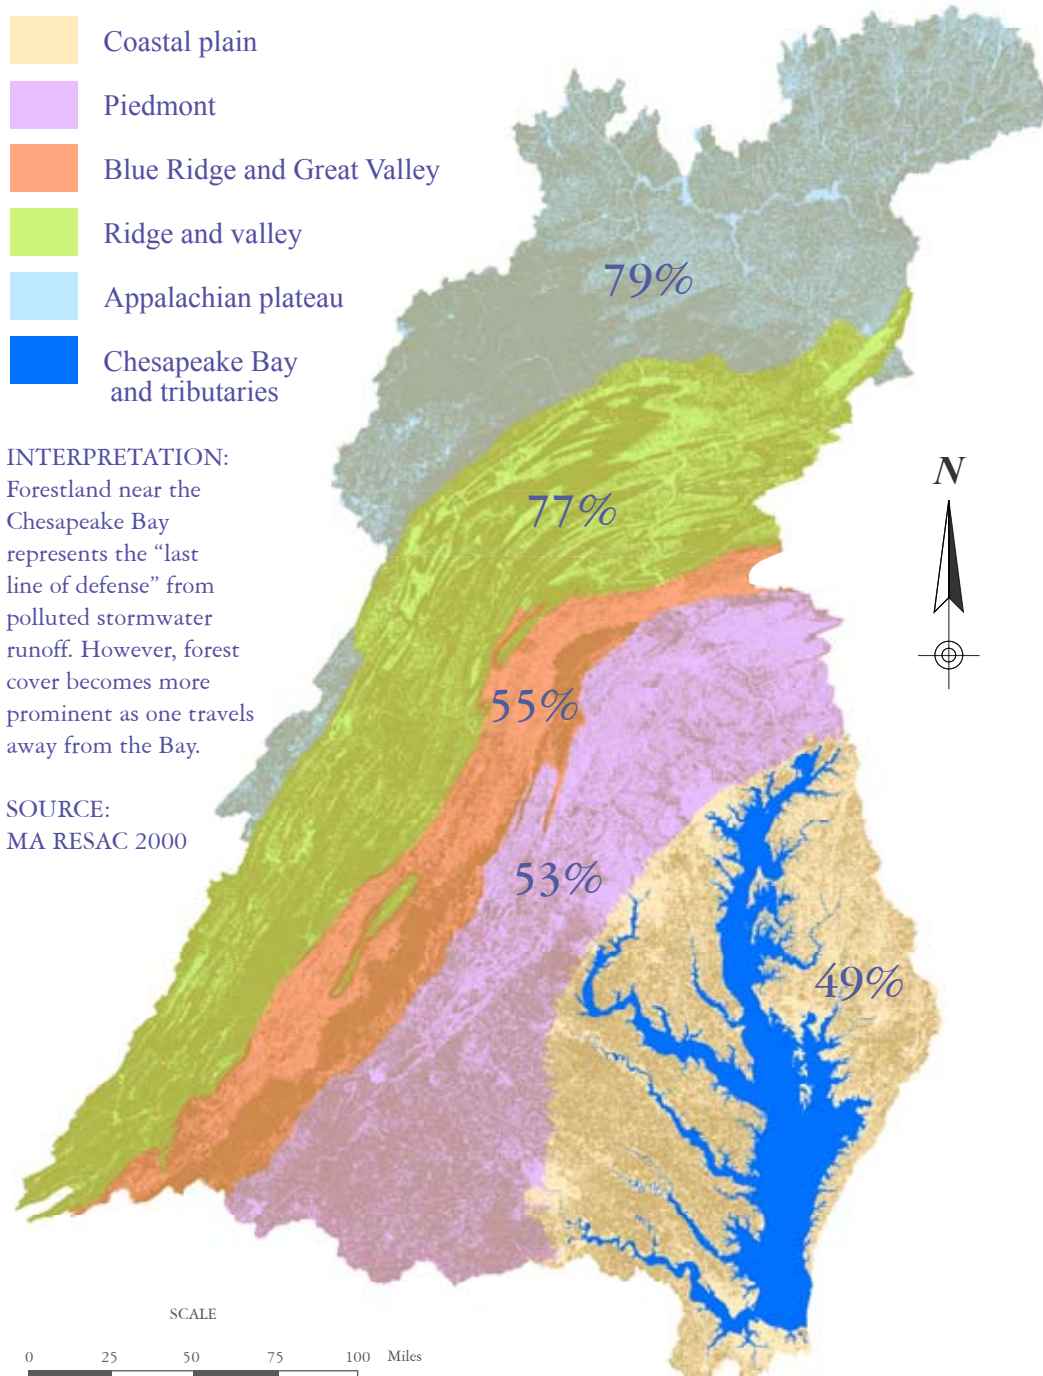 Coastal plain
Piedmont
Blue Ridge and Great Valley
Ridge and valley
Appalachian plateau
Chesapeake Bay
and tributaries
INTERPRETATION:
Forestland near the
Chesapeake Bay
represents the “last
line of defense” from
polluted stormwater
runoff. However, forest
cover becomes more
prominent as one travels
away from the Bay.
SOURCE:
MA RESAC 2000
79%
77%
55%
53%
49%
N
SCALE
0 25 50 75 100 Miles